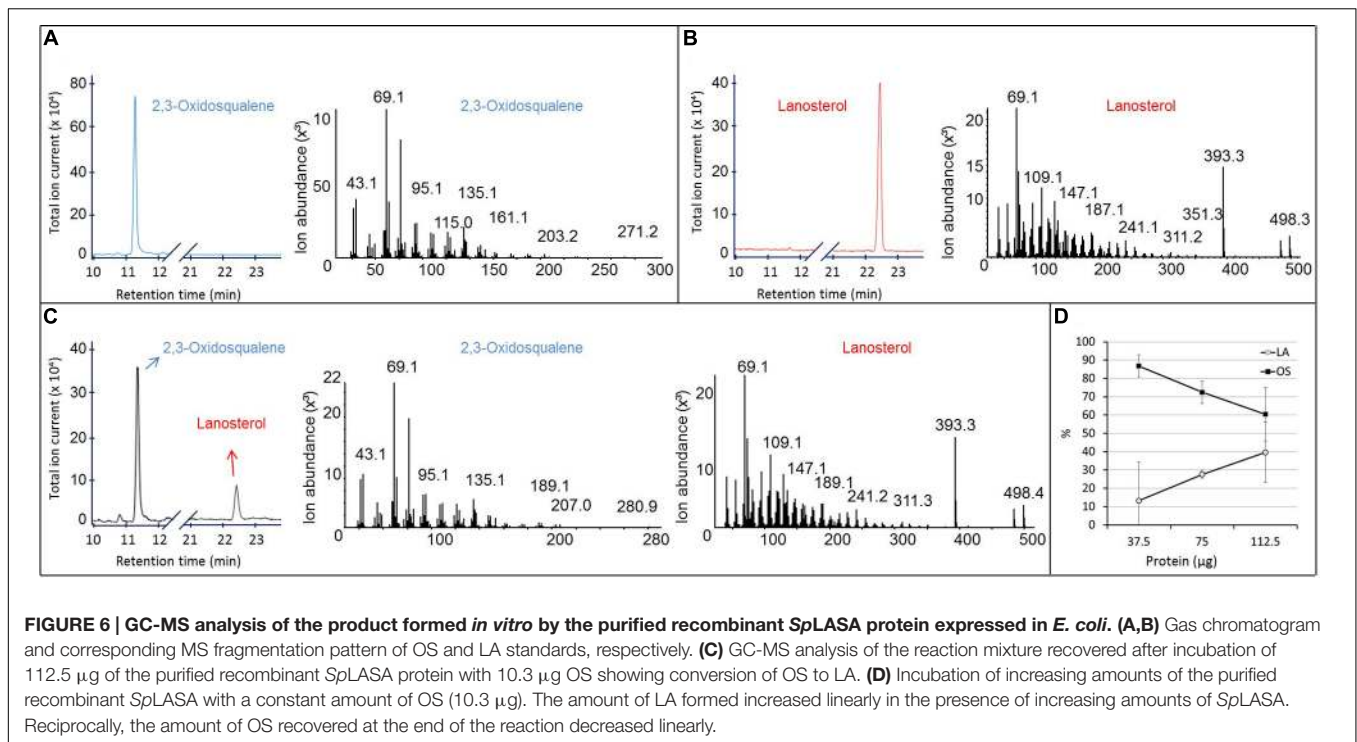 A
Total ion current (x 10⁴)
80
60
40
20
0
2,3-Oxidosqualene
10 11 12 21 22 23
Retention time (min)
Ion abundance (x³)
10
50
0
2,3-Oxidosqualene
69.1
43.1
95.1
115.0
135.1
161.1
203.2
271.2
50 100 150 200 250 300
B
Total ion current (x 10⁴)
40
30
20
10
0
Lanosterol
10 11 12 21 22 23
Retention time (min)
Ion abundance (x³)
20
15
10
0
Lanosterol
69.1
109.1
147.1
187.1
241.1
311.2
351.3
393.3
498.3
0 100 200 300 400 500
C
Total ion current (x 10⁴)
40
30
20
10
0
2,3-Oxidosqualene
Lanosterol
10 11 12 21 22 23
Retention time (min)
Ion abundance (x³)
22
20
10
0
2,3-Oxidosqualene
69.1
43.1
95.1
135.1
189.1
207.0
280.9
100 200 280
Ion abundance (x³)
20
10
0
Lanosterol
69.1
109.1
147.1
189.1
241.2
311.3
393.3
498.4
0 100 200 300 400 500
D
%
100
90
80
70
60
50
40
30
20
10
0
LA
OS
37.5 75 112.5
Protein (µg)
FIGURE 6 | GC-MS analysis of the product formed in vitro by the purified recombinant SpLASA protein expressed in E. coli. (A,B) Gas chromatogram
and corresponding MS fragmentation pattern of OS and LA standards, respectively. (C) GC-MS analysis of the reaction mixture recovered after incubation of
112.5 µg of the purified recombinant SpLASA protein with 10.3 µg OS showing conversion of OS to LA. (D) Incubation of increasing amounts of the purified
recombinant SpLASA with a constant amount of OS (10.3 µg). The amount of LA formed increased linearly in the presence of increasing amounts of SpLASA.
Reciprocally, the amount of OS recovered at the end of the reaction decreased linearly.